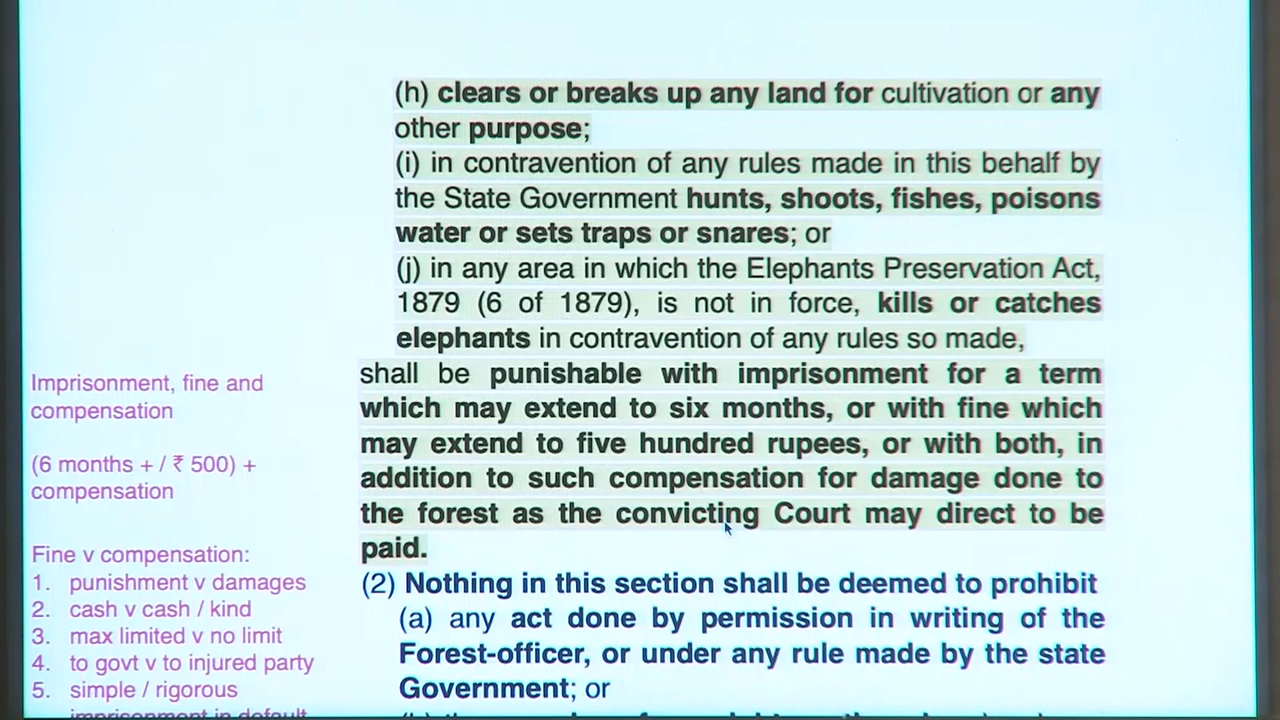 (h) clears or breaks up any land for cultivation or any
other purpose;
(i) in contravention of any rules made in this behalf by
the State Government hunts, shoots, fishes, poisons
water or sets traps or snares; or
(j) in any area in which the Elephants Preservation Act,
1879 (6 of 1879), is not in force, kills or catches
elephants in contravention of any rules so made,
shall be punishable with imprisonment for a term
which may extend to six months, or with fine which
may extend to five hundred rupees, or with both, in
addition to such compensation for damage done to
the forest as the convicting Court may direct to be
paid.
(2) Nothing in this section shall be deemed to prohibit
(a) any act done by permission in writing of the
Forest-officer, or under any rule made by the state
Government; or
Imprisonment, fine and
compensation
(6 months + / ₹ 500) +
compensation
Fine v compensation:
1. punishment v damages
2. cash v cash / kind
3. max limited v no limit
4. to govt v to injured party
5. simple / rigorous
imprisonment in default